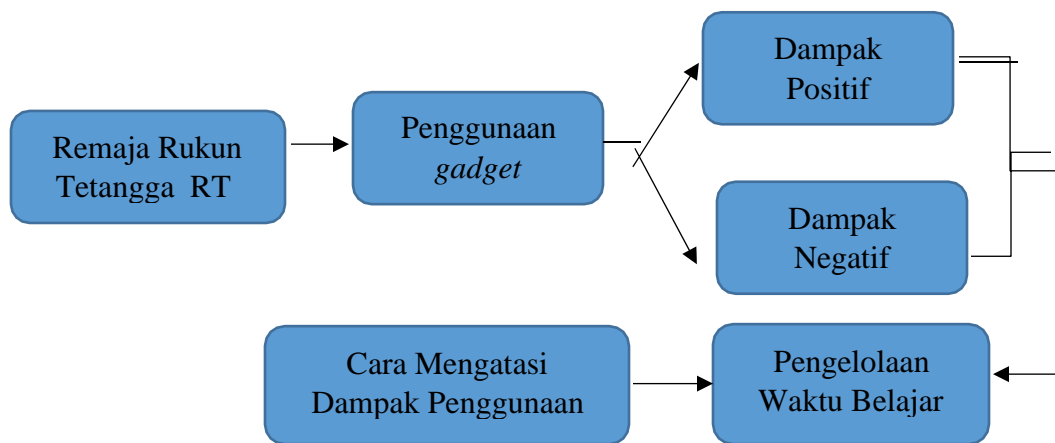 Remaja Rukun
Tetangga RT
Penggunaan
gadget
Dampak
Positif
Dampak
Negatif
Cara Mengatasi
Dampak Penggunaan
Pengelolaan
Waktu Belajar